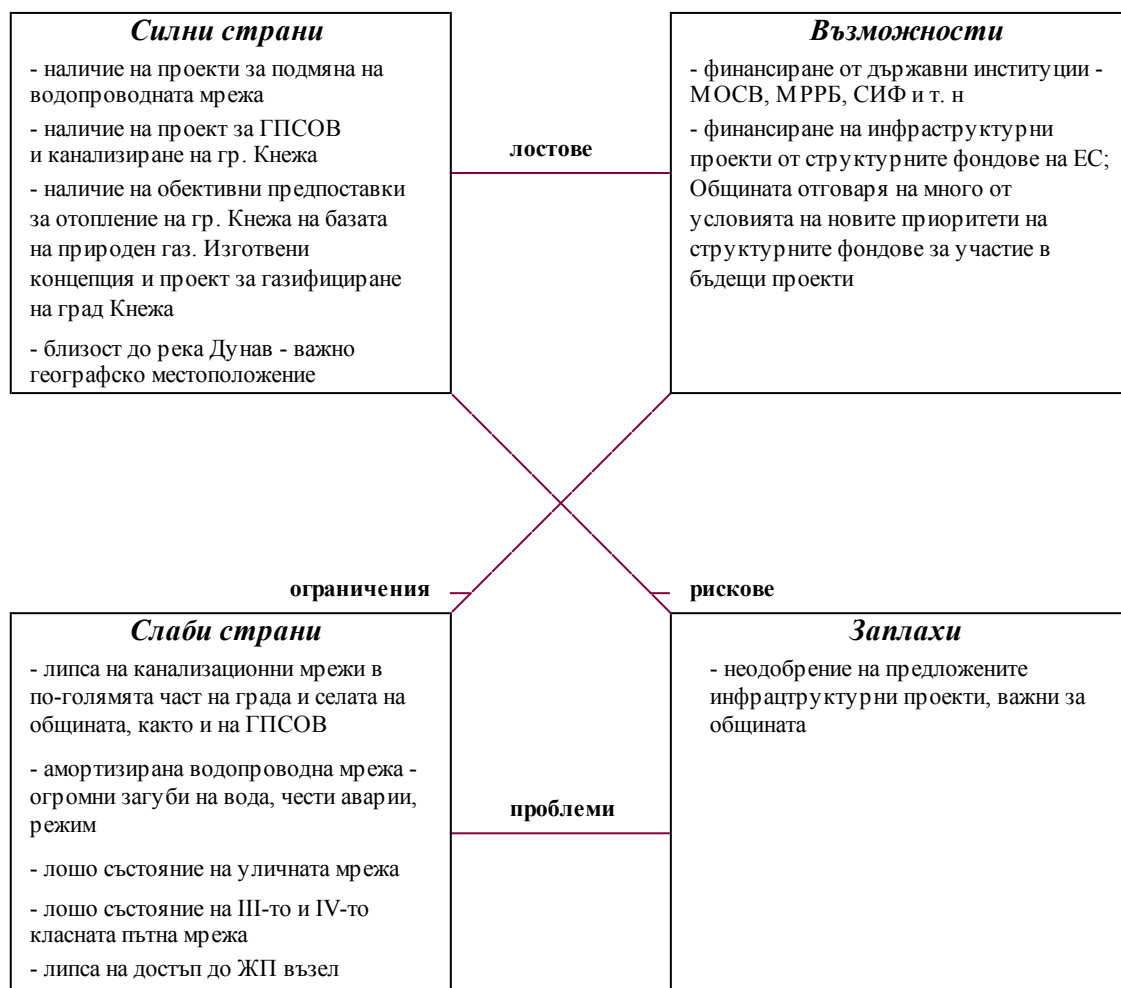 Силни страни
- наличие на проекти за подмяна на
водопроводната мрежа
- наличие на проект за ГПСОВ
и канализиране на гр. Кнежа
- наличие на обективни предпоставки
за отопление на гр. Кнежа на базата
на природен газ. Изготвени
концепция и проект за газифициране
на град Кнежа
- близост до река Дунав - важно
географско местоположение
лостове
Възможности
- финансиране от държавни институции -
МОСВ, МРРБ, СИФ и т. н
- финансиране на инфраструктурни
проекти от структурните фондове на ЕС;
Общината отговаря на много от
условията на новите приоритети на
структурните фондове за участие в
бъдещи проекти
ограничения
рискове
Слаби страни
- липса на канализационни мрежи в
по-голямята част на града и селата на
общината, както и на ГПСОВ
- амортизирана водопроводна мрежа -
огромни загуби на вода, чести аварии,
режим
- лошо състояние на уличната мрежа
- лошо състояние на III-то и IV-то
класната пътна мрежа
- липса на достъп до ЖП възел
проблеми
Заплахи
- неодобрение на предложените
инфрацтруктурни проекти, важни за
общината